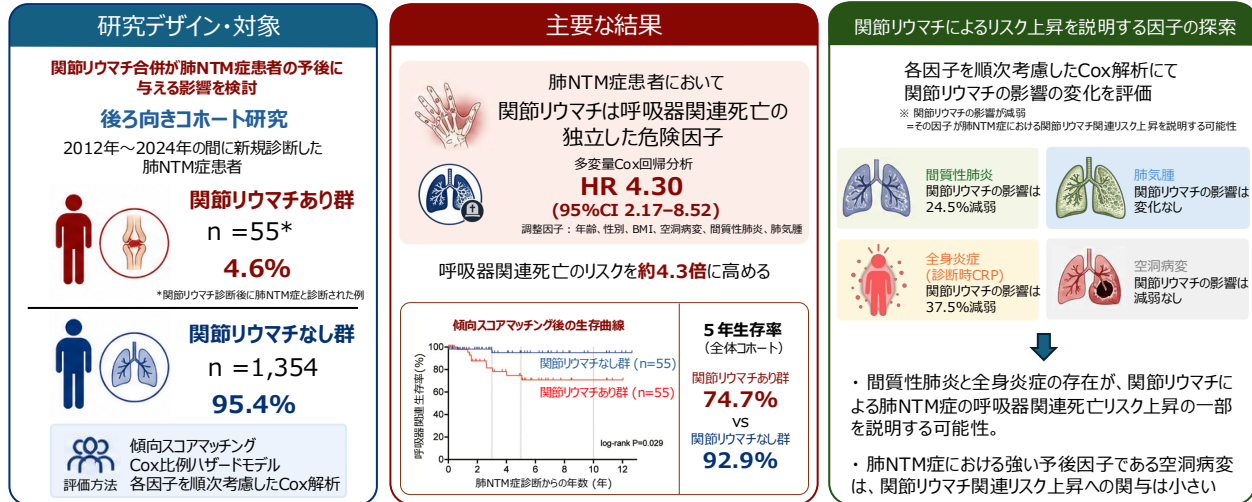 研究デザイン・対象
関節リウマチ合併が肺NTM症患者の予後に
与える影響を検討
後ろ向きコホート研究
2012年～2024年の間に新規診断した
肺NTM症患者
関節リウマチあり群
n =55*
4.6%
*関節リウマチ診断後に肺NTM症と診断された例
関節リウマチなし群
n =1,354
95.4%
評価方法
傾向スコアマッチング
Cox比例ハザードモデル
各因子を順次考慮したCox解析
主要な結果
肺NTM症患者において
関節リウマチは呼吸器関連死亡の
独立した危険因子
多変量Cox回帰分析
HR 4.30
(95%CI 2.17–8.52)
調整因子：年齢、性別、BMI、空洞病変、間質性肺炎、肺気腫
呼吸器関連死亡のリスクを約4.3倍に高める
傾向スコアマッチング後の生存曲線
呼吸器関連生存率(%)
100
80
60
40
20
0
関節リウマチなし群 (n=55)
関節リウマチあり群 (n=55)
log-rank P=0.029
0 2 4 6 8 10 12
肺NTM症診断からの年数 (年)
５年生存率
(全体コホート)
関節リウマチあり群
74.7%
VS
関節リウマチなし群
92.9%
関節リウマチによるリスク上昇を説明する因子の探索
各因子を順次考慮したCox解析にて
関節リウマチの影響の変化を評価
※ 関節リウマチの影響が減弱
=その因子が肺NTM症における関節リウマチ関連リスク上昇を説明する可能性
間質性肺炎
関節リウマチの影響は
24.5%減弱
肺気腫
関節リウマチの影響は
変化なし
全身炎症
(診断時CRP)
関節リウマチの影響は
37.5%減弱
空洞病変
関節リウマチの影響は
減弱なし
・ 間質性肺炎と全身炎症の存在が、関節リウマチに
よる肺NTM症の呼吸器関連死亡リスク上昇の一部
を説明する可能性。
・ 肺NTM症における強い予後因子である空洞病変
は、関節リウマチ関連リスク上昇への関与は小さい